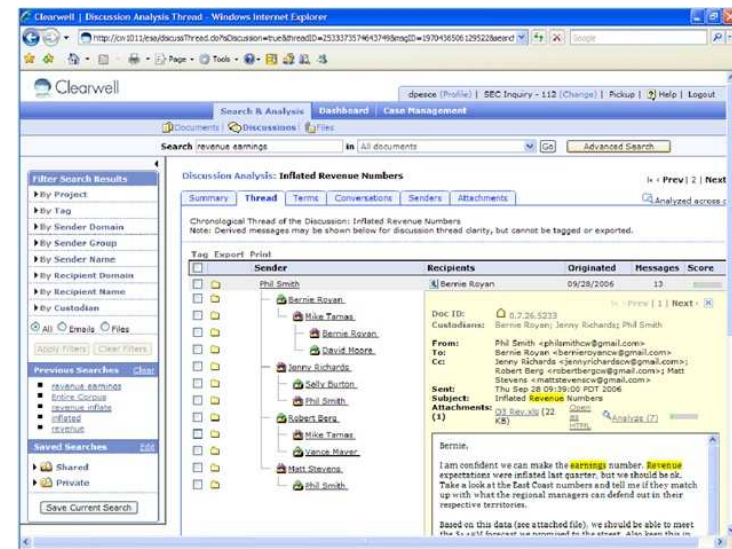 Clearwell | Discussion Analysis Thread - Windows Internet Explorer
Google
Page
Tools
Clearwell
dpesce (Profile) | SEC Inquiry - 112 (Change) | Pickup | Help | Logout
Search & Analysis Dashboard Case Management
Documents Discussions Files
Search revenue earnings in All documents Go Advanced Search
Filter Search Results
By Project
By Tag
By Sender Domain
By Sender Group
By Sender Name
By Recipient Domain
By Recipient Name
By Custodian
All Emails Files
Apply Filters Clear Filters
Previous Searches Clear
revenue earnings
Entire Corpus
revenue inflate
inflated
revenue
Saved Searches Edit
Shared
Private
Save Current Search
Discussion Analysis: Inflated Revenue Numbers
Prev | 2 | Next
Summary Thread Terms Conversations Senders Attachments
Analyzed across
Chronological Thread of the Discussion: Inflated Revenue Numbers
Note: Derived messages may be shown below for discussion thread clarity, but cannot be tagged or exported.
Tag Export Print
Sender Recipients Originated Messages Score
Phil Smith Bernie Royan 09/28/2006 13
Bernie Royan
Mike Tamas
Bernie Royan
David Moore
Jenny Richards
Sally Burton
Phil Smith
Robert Berg
Mike Tamas
Vance Mayer
Matt Stevens
Phil Smith
Prev | 1 | Next
Doc ID: 0.7.26.5233
Custodians: Bernie Royan; Jenny Richards; Phil Smith
From: Phil Smith <philsmithcw@gmail.com>
To: Bernie Royan <bernieroyancw@gmail.com>
Cc: Jenny Richards <jennyrichardscw@gmail.com>;
Robert Berg <robertbergcw@gmail.com>; Matt
Stevens <mattstevenscw@gmail.com>
Sent: Thu Sep 28 09:39:00 PDT 2006
Subject: Inflated Revenue Numbers
Attachments: (1) Q3 Rev.xls (22 KB) Open as HTML Analyze (7)
Bernie,
I am confident we can make the earnings number. Revenue
expectations were inflated last quarter, but we should be ok.
Take a look at the East Coast numbers and tell me if they match
up with what the regional managers can defend out in their
respective territories.
Based on this data (see attached file), we should be able to meet
forecast we promised to the street. Also keep this in